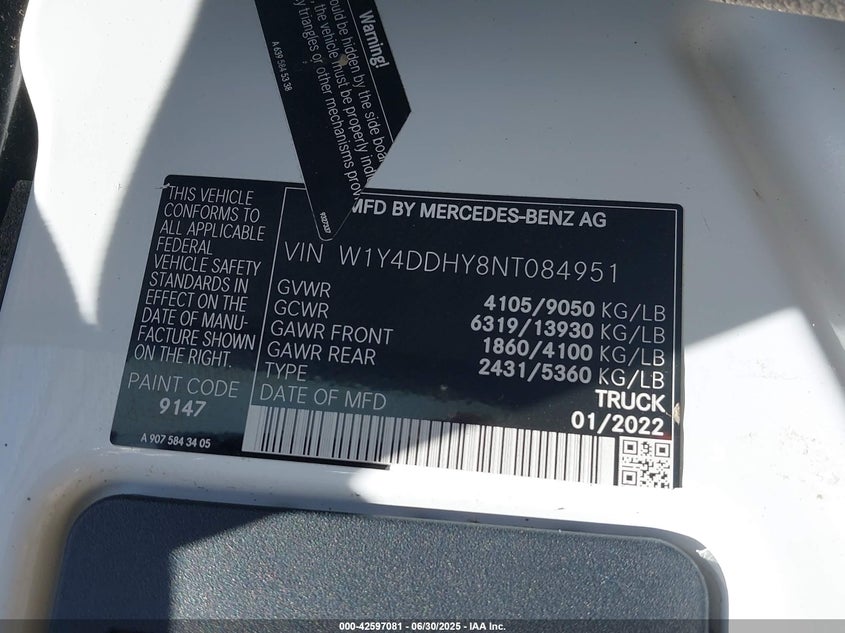 Warning!
ould be hidden by the side boa
the vehicle must be properly indi
y triangles or other mechanisms prov
A 639 584 53 38
THIS VEHICLE
CONFORMS TO
ALL APPLICABLE
FEDERAL
VEHICLE SAFETY
STANDARDS IN
EFFECT ON THE
DATE OF MANU-
FACTURE SHOWN
ON THE RIGHT.
PAINT CODE
9147
A 907 584 34 05
MFD BY MERCEDES-BENZ AG
VIN W1Y4DDHY8NT084951
GVWR 4105/9050 KG/LB
GCWR 6319/13930 KG/LB
GAWR FRONT 1860/4100 KG/LB
GAWR REAR 2431/5360 KG/LB
TYPE TRUCK
DATE OF MFD 01/2022
000-42597081 - 06/30/2025 - IAA Inc.